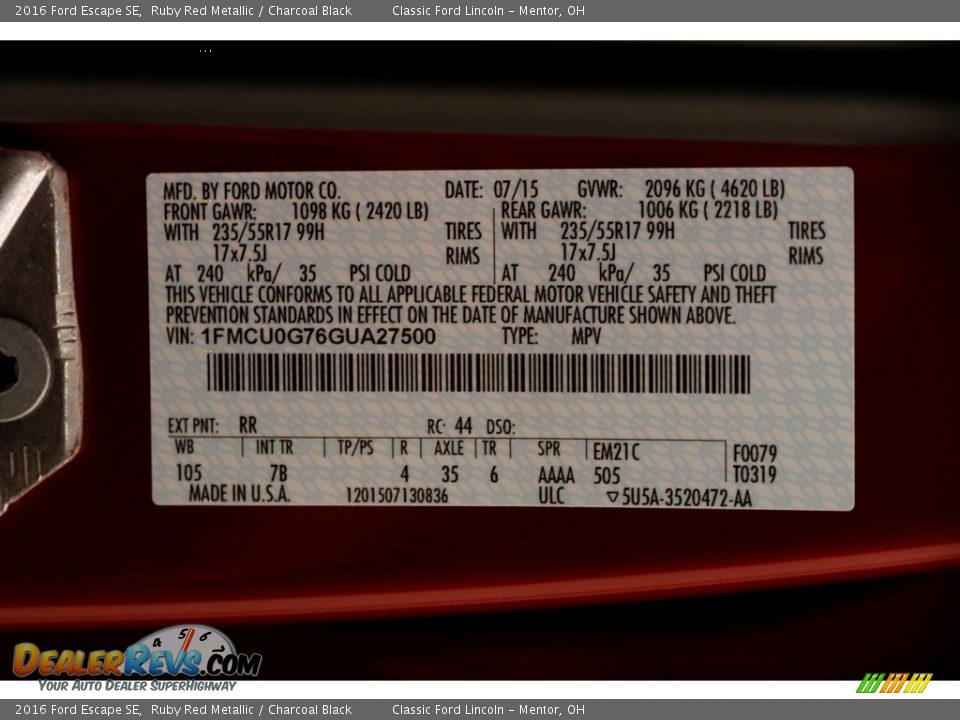 2016 Ford Escape SE,  Ruby Red Metallic / Charcoal Black        Classic Ford Lincoln - Mentor, OH
MFD. BY FORD MOTOR CO.  DATE: 07/15  GVWR: 2096 KG ( 4620 LB)
FRONT GAWR: 1098 KG ( 2420 LB)  REAR GAWR: 1006 KG ( 2218 LB)
WITH 235/55R17 99H TIRES  WITH 235/55R17 99H TIRES
17x7.5J RIMS  17x7.5J RIMS
AT 240 kPa/ 35 PSI COLD  AT 240 kPa/ 35 PSI COLD
THIS VEHICLE CONFORMS TO ALL APPLICABLE FEDERAL MOTOR VEHICLE SAFETY AND THEFT
PREVENTION STANDARDS IN EFFECT ON THE DATE OF MANUFACTURE SHOWN ABOVE.
VIN: 1FMCU0G76GUA27500  TYPE: MPV
EXT PNT: RR  RC: 44 DSO:
WB INT TR TP/PS R AXLE TR SPR EM21C F0079
105 7B 4 35 6 AAAA 505 T0319
MADE IN U.S.A. 1201507130836 ULC ▽5U5A-3520472-AA
4 5 6
DEALERREVS.COM
YOUR AUTO DEALER SUPERHIGHWAY
2016 Ford Escape SE,  Ruby Red Metallic / Charcoal Black        Classic Ford Lincoln - Mentor, OH